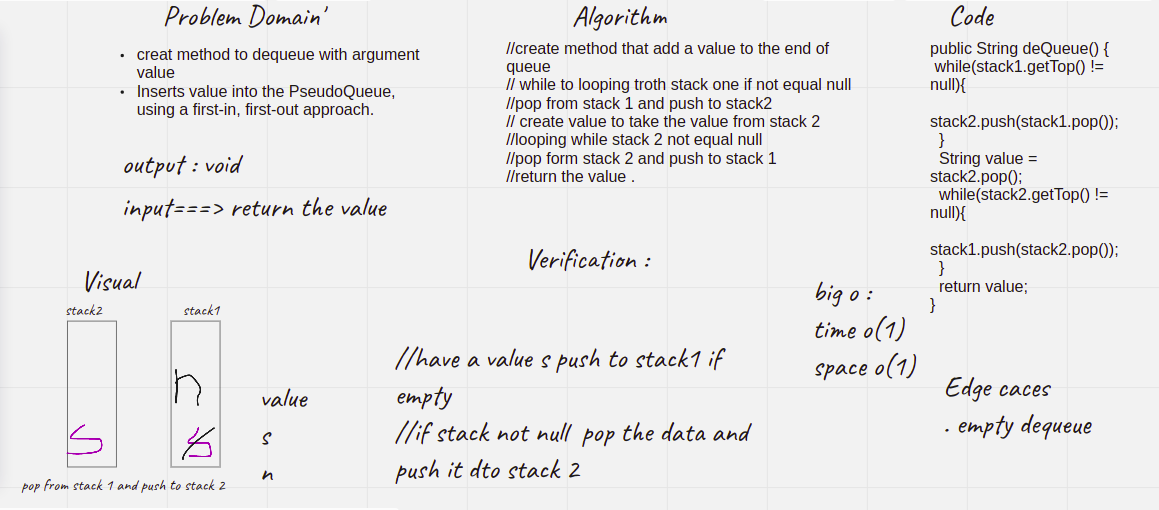 Problem Domain'
• creat method to dequeue with argument
value
• Inserts value into the PseudoQueue,
using a first-in, first-out approach.
output : void
input===> return the value
Visual
stack2
stack1
n
s
s
value
s
n
pop from stack 1 and push to stack 2
Algorithm
//create method that add a value to the end of
queue
// while to looping troth stack one if not equal null
//pop from stack 1 and push to stack2
// create value to take the value from stack 2
//looping while stack 2 not equal null
//pop form stack 2 and push to stack 1
//return the value .
Verification :
//have a value s push to stack1 if
empty
//if stack not null pop the data and
push it dto stack 2
big o :
time o(1)
space o(1)
Code
public String deQueue() {
while(stack1.getTop() !=
null){
stack2.push(stack1.pop());
}
String value =
stack2.pop();
while(stack2.getTop() !=
null){
stack1.push(stack2.pop());
}
return value;
}
Edge caces
. empty dequeue